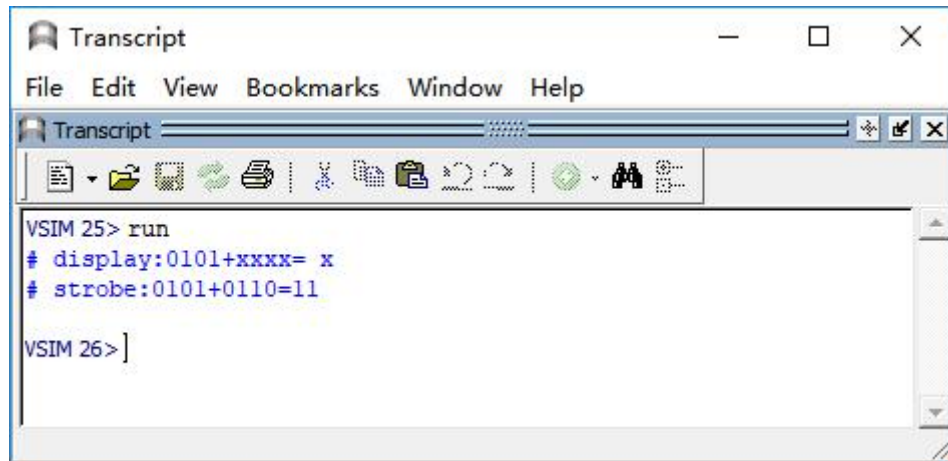 Transcript
File Edit View Bookmarks Window Help
Transcript
VSIM 25> run
# display:0101+xxxx= x
# strobe:0101+0110=11
VSIM 26>